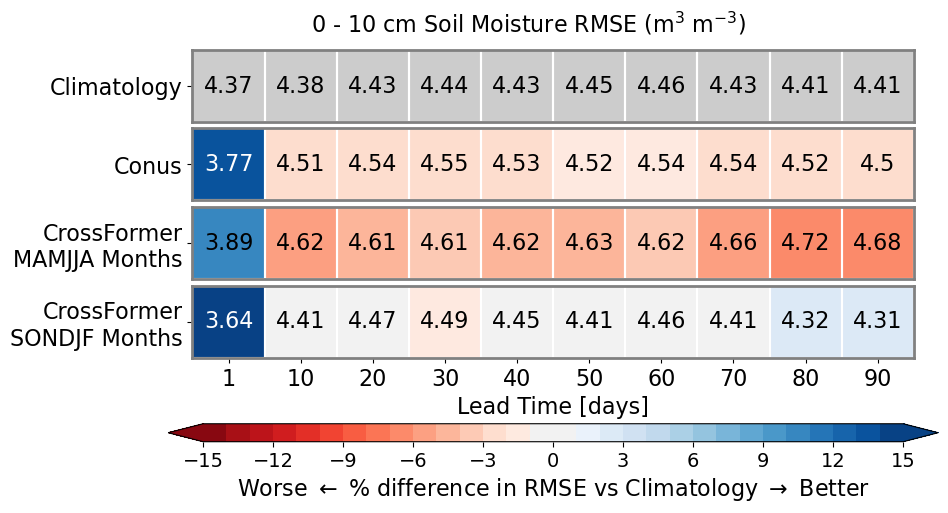 0 - 10 cm Soil Moisture RMSE (m³ m⁻³)
Climatology 4.37 4.38 4.43 4.44 4.43 4.45 4.46 4.43 4.41 4.41
Conus 3.77 4.51 4.54 4.55 4.53 4.52 4.54 4.54 4.52 4.5
CrossFormer
MAMJJA Months 3.89 4.62 4.61 4.61 4.62 4.63 4.62 4.66 4.72 4.68
CrossFormer
SONDJF Months 3.64 4.41 4.47 4.49 4.45 4.41 4.46 4.41 4.32 4.31
1 10 20 30 40 50 60 70 80 90
Lead Time [days]
−15 −12 −9 −6 −3 0 3 6 9 12 15
Worse ← % difference in RMSE vs Climatology → Better